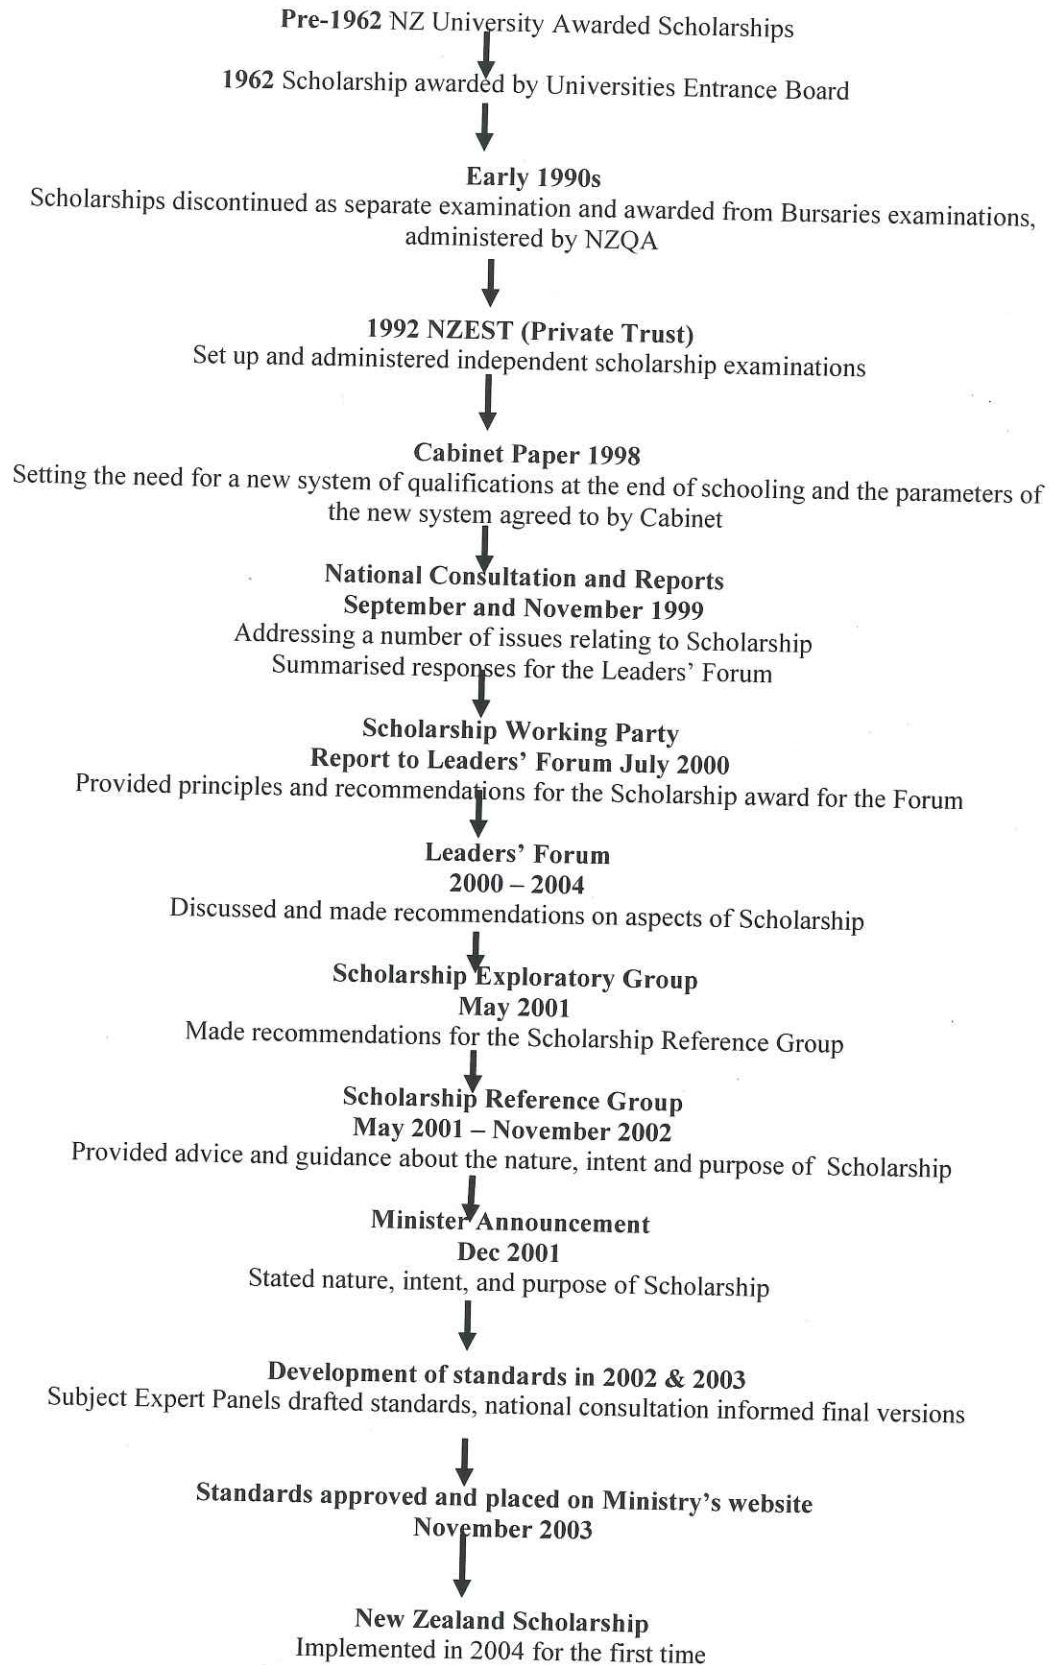 Pre-1962 NZ University Awarded Scholarships
1962 Scholarship awarded by Universities Entrance Board
Early 1990s
Scholarships discontinued as separate examination and awarded from Bursaries examinations,
administered by NZQA
1992 NZEST (Private Trust)
Set up and administered independent scholarship examinations
Cabinet Paper 1998
Setting the need for a new system of qualifications at the end of schooling and the parameters of
the new system agreed to by Cabinet
National Consultation and Reports
September and November 1999
Addressing a number of issues relating to Scholarship
Summarised responses for the Leaders' Forum
Scholarship Working Party
Report to Leaders' Forum July 2000
Provided principles and recommendations for the Scholarship award for the Forum
Leaders' Forum
2000 – 2004
Discussed and made recommendations on aspects of Scholarship
Scholarship Exploratory Group
May 2001
Made recommendations for the Scholarship Reference Group
Scholarship Reference Group
May 2001 – November 2002
Provided advice and guidance about the nature, intent and purpose of Scholarship
Minister Announcement
Dec 2001
Stated nature, intent, and purpose of Scholarship
Development of standards in 2002 & 2003
Subject Expert Panels drafted standards, national consultation informed final versions
Standards approved and placed on Ministry's website
November 2003
New Zealand Scholarship
Implemented in 2004 for the first time